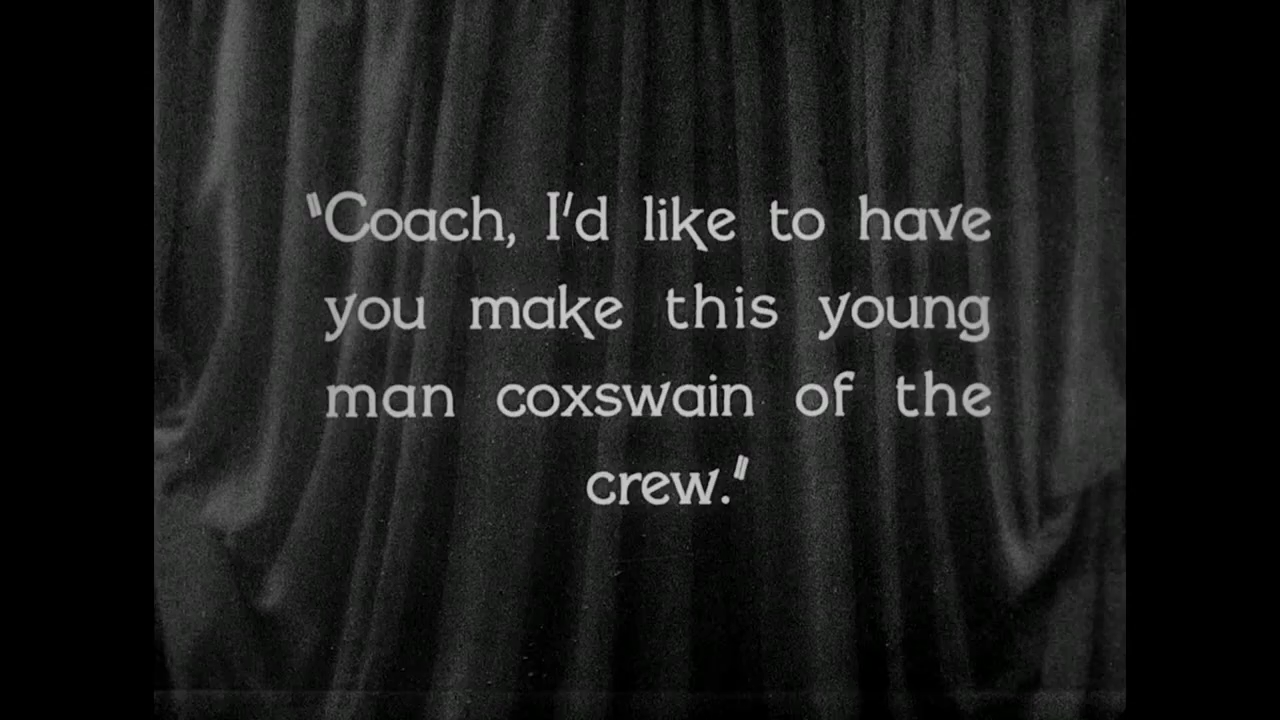 "Coach, I'd like to have
you make this young
man coxswain of the
crew."